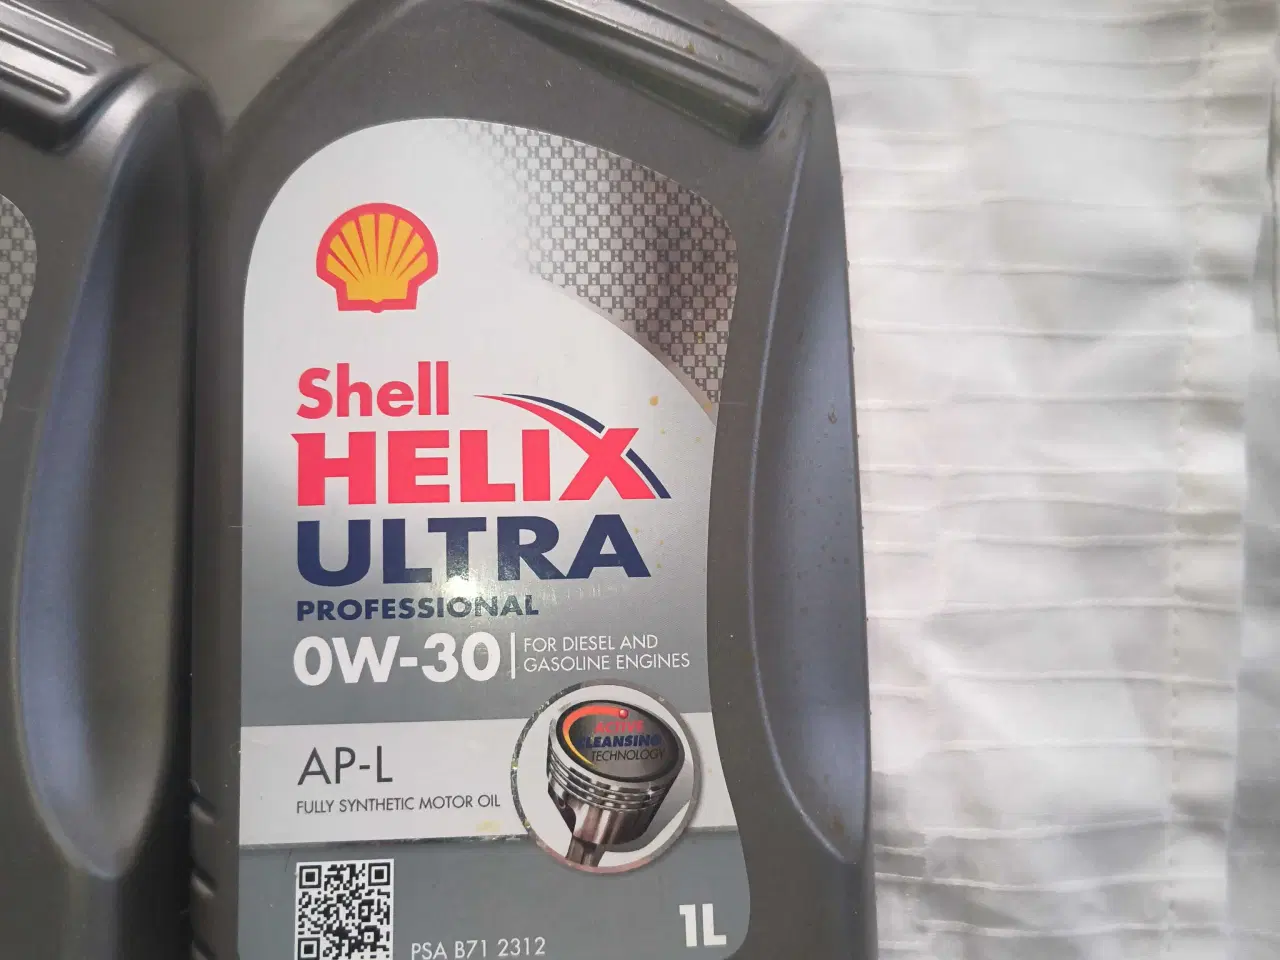 Shell
HELIX
ULTRA
PROFESSIONAL
0W-30
FOR DIESEL AND
GASOLINE ENGINES
ACTIVE
CLEANSING
TECHNOLOGY
AP-L
FULLY SYNTHETIC MOTOR OIL
PSA B71 2312
1L